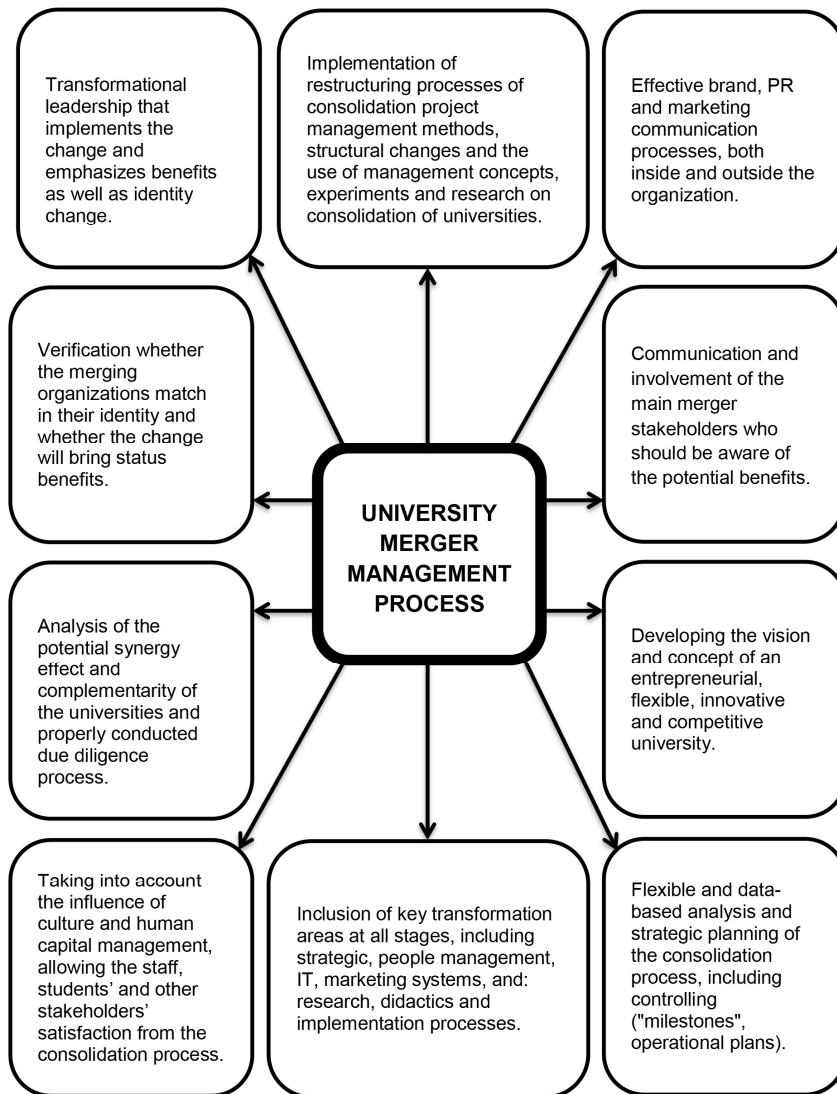 Transformational
leadership that
implements the
change and
emphasizes benefits
as well as identity
change.
Implementation of
restructuring processes of
consolidation project
management methods,
structural changes and the
use of management concepts,
experiments and research on
consolidation of universities.
Effective brand, PR
and marketing
communication
processes, both
inside and outside the
organization.
Verification whether
the merging
organizations match
in their identity and
whether the change
will bring status
benefits.
Communication and
involvement of the
main merger
stakeholders who
should be aware of
the potential benefits.
UNIVERSITY
MERGER
MANAGEMENT
PROCESS
Analysis of the
potential synergy
effect and
complementarity of
the universities and
properly conducted
due diligence
process.
Developing the vision
and concept of an
entrepreneurial,
flexible, innovative
and competitive
university.
Taking into account
the influence of
culture and human
capital management,
allowing the staff,
students’ and other
stakeholders’
satisfaction from the
consolidation process.
Inclusion of key transformation
areas at all stages, including
strategic, people management,
IT, marketing systems, and:
research, didactics and
implementation processes.
Flexible and data-
based analysis and
strategic planning of
the consolidation
process, including
controlling
("milestones",
operational plans).